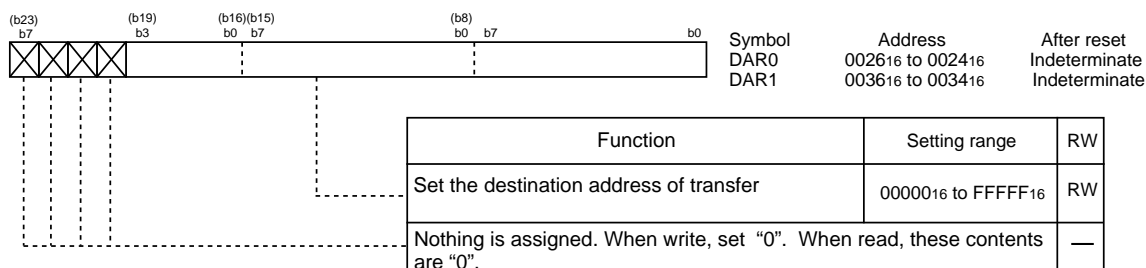 (b23) (b19) (b16)(b15) (b8)
b7 b3 b0 b7 b0 b7 b0
Symbol Address After reset
DAR0 002616 to 002416 Indeterminate
DAR1 003616 to 003416 Indeterminate
Function Setting range RW
Set the destination address of transfer 0000016 to FFFFF16 RW
Nothing is assigned. When write, set “0”. When read, these contents —
are “0”.